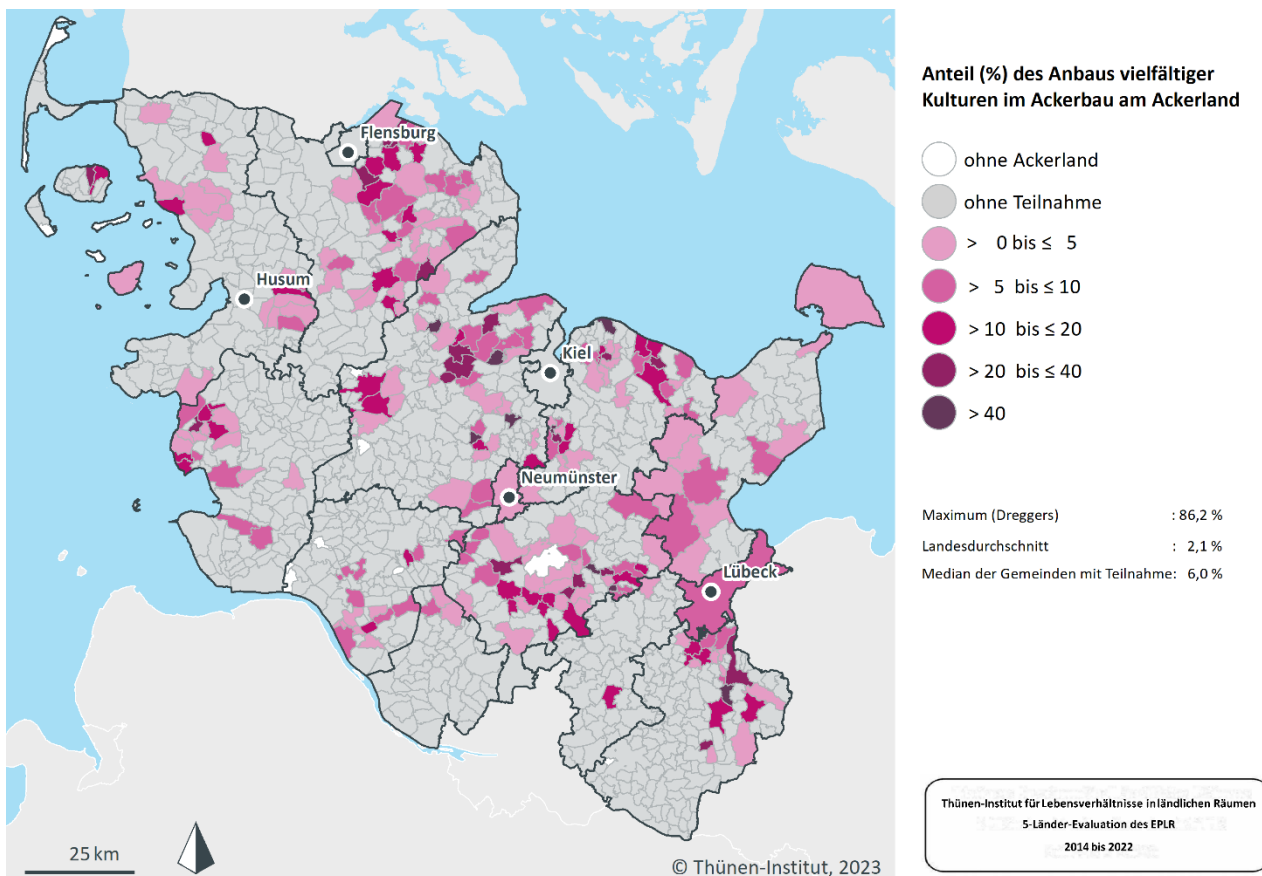 Flensburg
Husum
Kiel
Neumünster
Lübeck
25 km
© Thünen-Institut, 2023
Anteil (%) des Anbaus vielfältiger
Kulturen im Ackerbau am Ackerland
ohne Ackerland
ohne Teilnahme
> 0 bis ≤ 5
> 5 bis ≤ 10
> 10 bis ≤ 20
> 20 bis ≤ 40
> 40
Maximum (Dreggers) : 86,2 %
Landesdurchschnitt : 2,1 %
Median der Gemeinden mit Teilnahme: 6,0 %
Thünen-Institut für Lebensverhältnisse in ländlichen Räumen
5-Länder-Evaluation des EPLR
2014 bis 2022